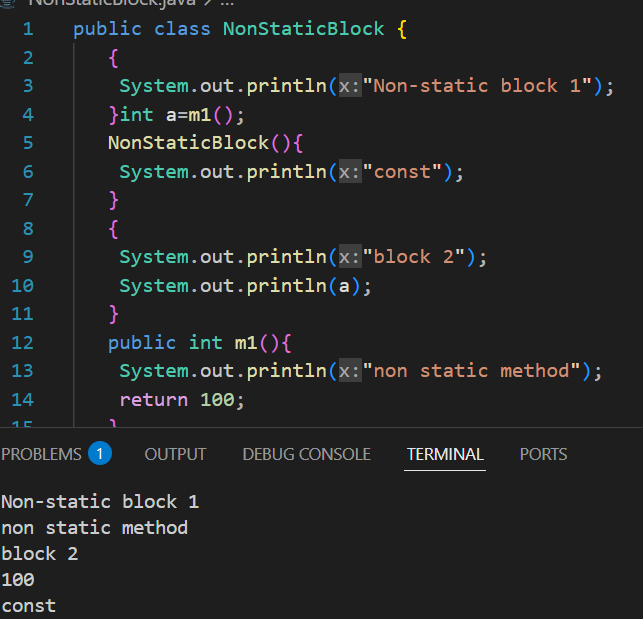 NonStaticBlock.java > ...
1 public class NonStaticBlock {
2 {
3 System.out.println(x:"Non-static block 1");
4 }int a=m1();
5 NonStaticBlock(){
6 System.out.println(x:"const");
7 }
8 {
9 System.out.println(x:"block 2");
10 System.out.println(a);
11 }
12 public int m1(){
13 System.out.println(x:"non static method");
14 return 100;
15 }
PROBLEMS 1 OUTPUT DEBUG CONSOLE TERMINAL PORTS
Non-static block 1
non static method
block 2
100
const